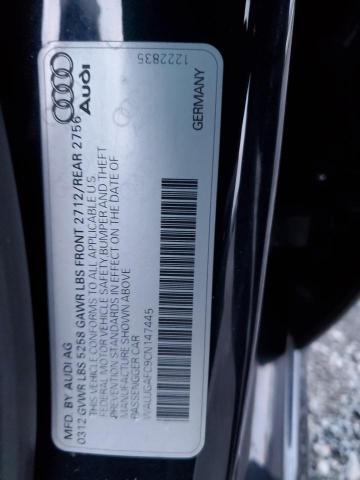 MFD. BY AUDI AG
0312 GVWR LBS 5258 GAWR LBS FRONT 2712/REAR 2756
THIS VEHICLE CONFORMS TO ALL APPLICABLE U.S.
FEDERAL MOTOR VEHICLE SAFETY BUMPER AND THEFT
PREVENTION STANDARDS IN EFFECT ON THE DATE OF
MANUFACTURE SHOWN ABOVE
PASSENGER CAR
WAUGAFC9CN147445
Audi
1222835
GERMANY